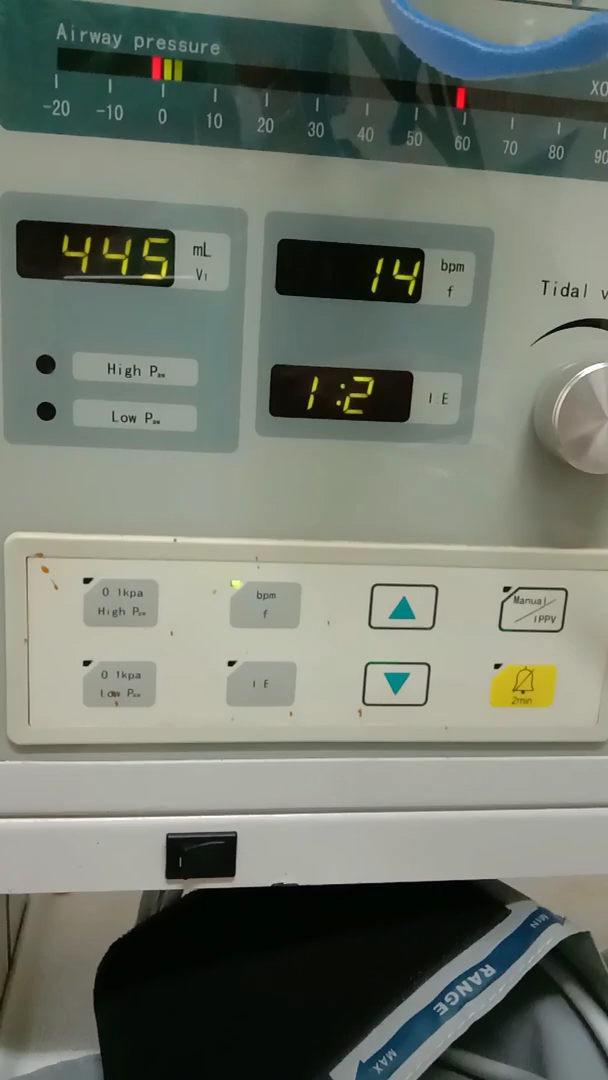 Airway pressure
XO
-20 -10 0 10 20 30 40 50 60 70 80 90
445 mL
V₁
14 bpm
f
Tidal v
High Paw
1:2 I:E
Low Paw
0.1kpa
High Paw
bpm
f
Manual/IPPV
0.1kpa
Low Paw
I:E
2min
MIN
RANGE
MAX